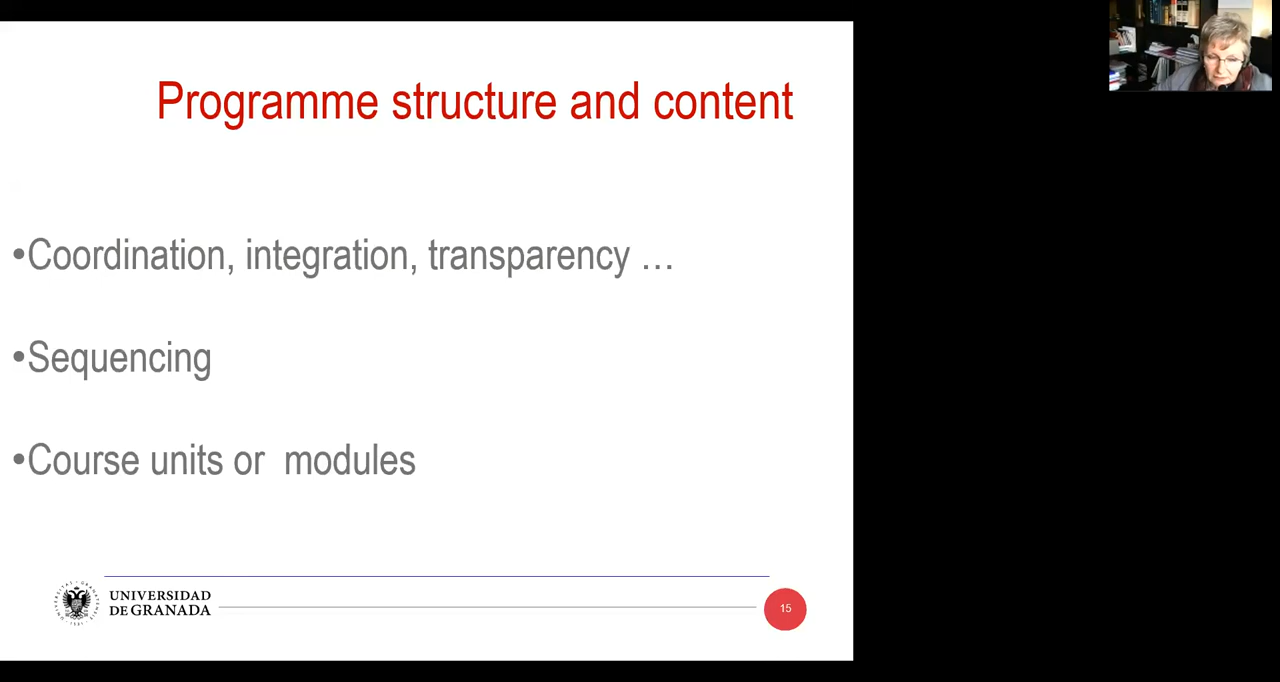 Programme structure and content
•Coordination, integration, transparency …
•Sequencing
•Course units or  modules
UNIVERSIDAD
DE GRANADA
15